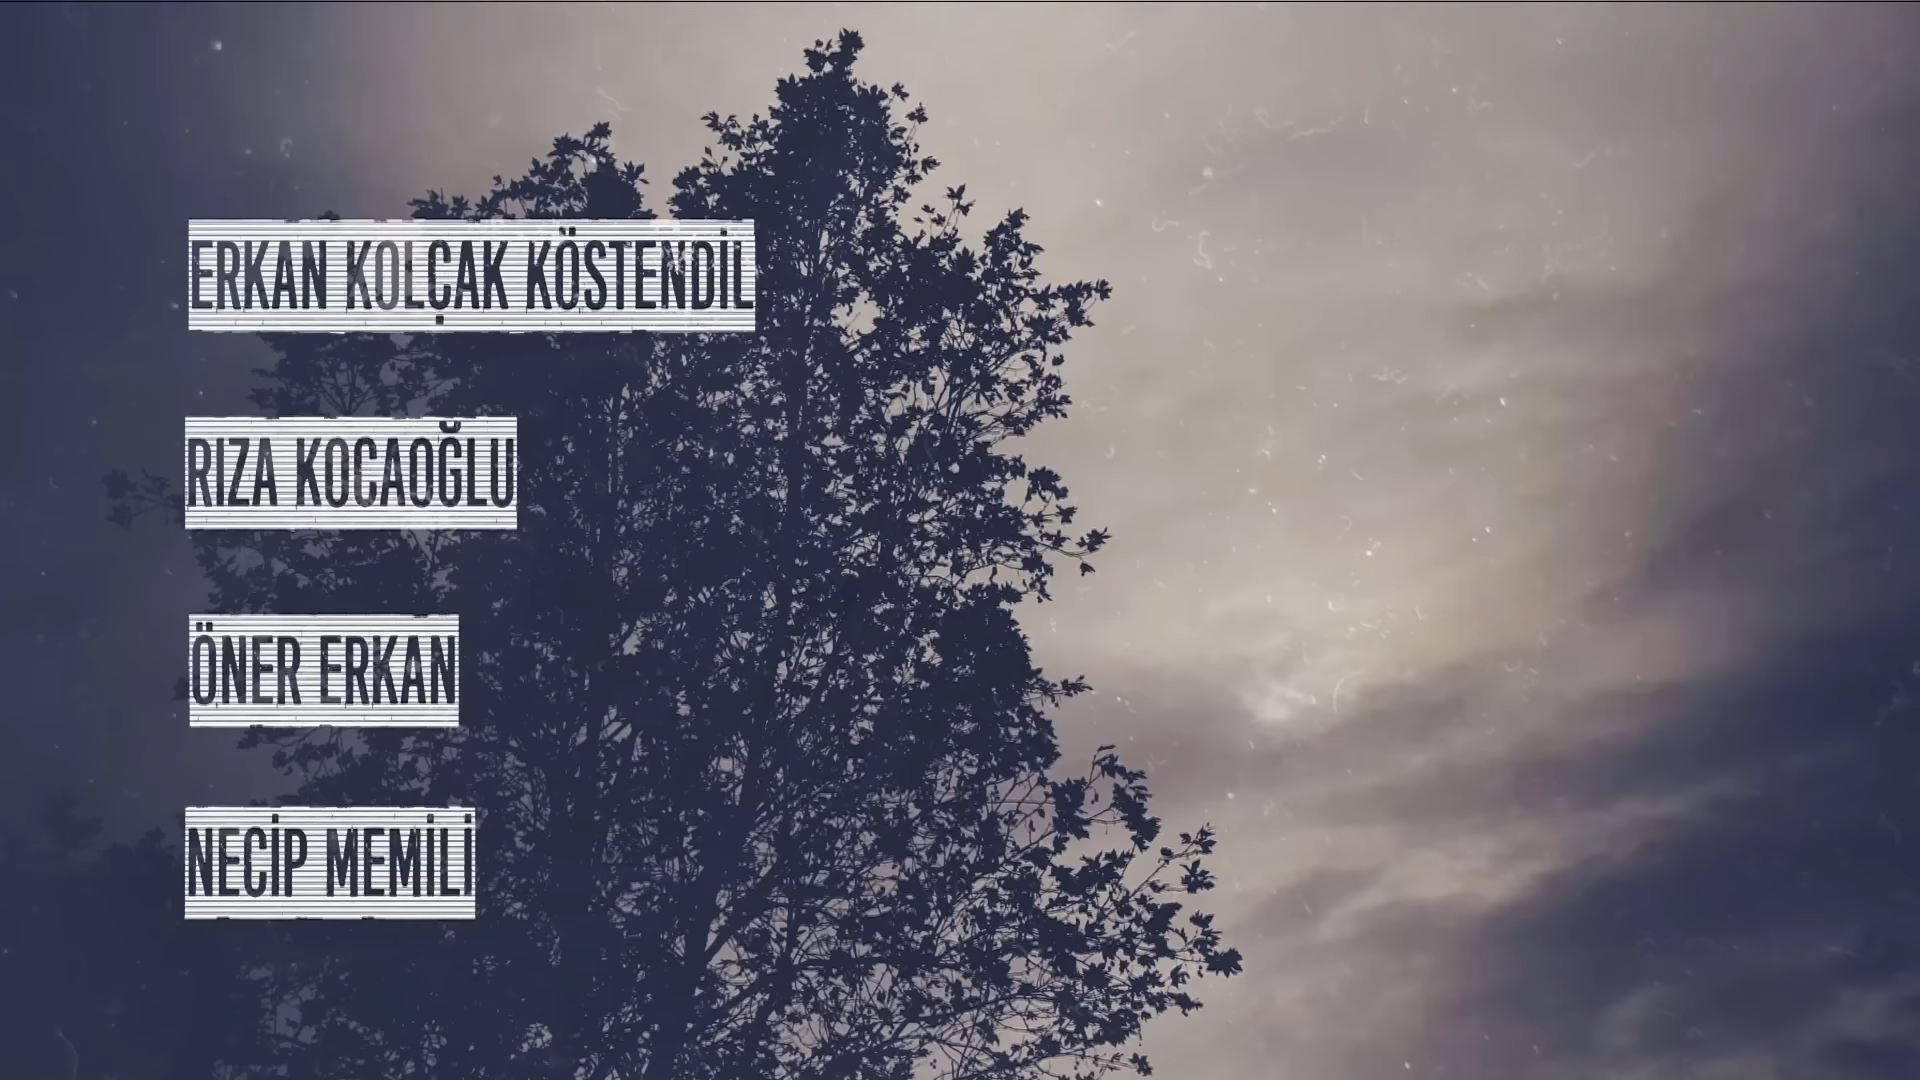 ERKAN KOLÇAK KÖSTENDİL
RIZA KOCAOĞLU
ÖNER ERKAN
NECİP MEMİLİ